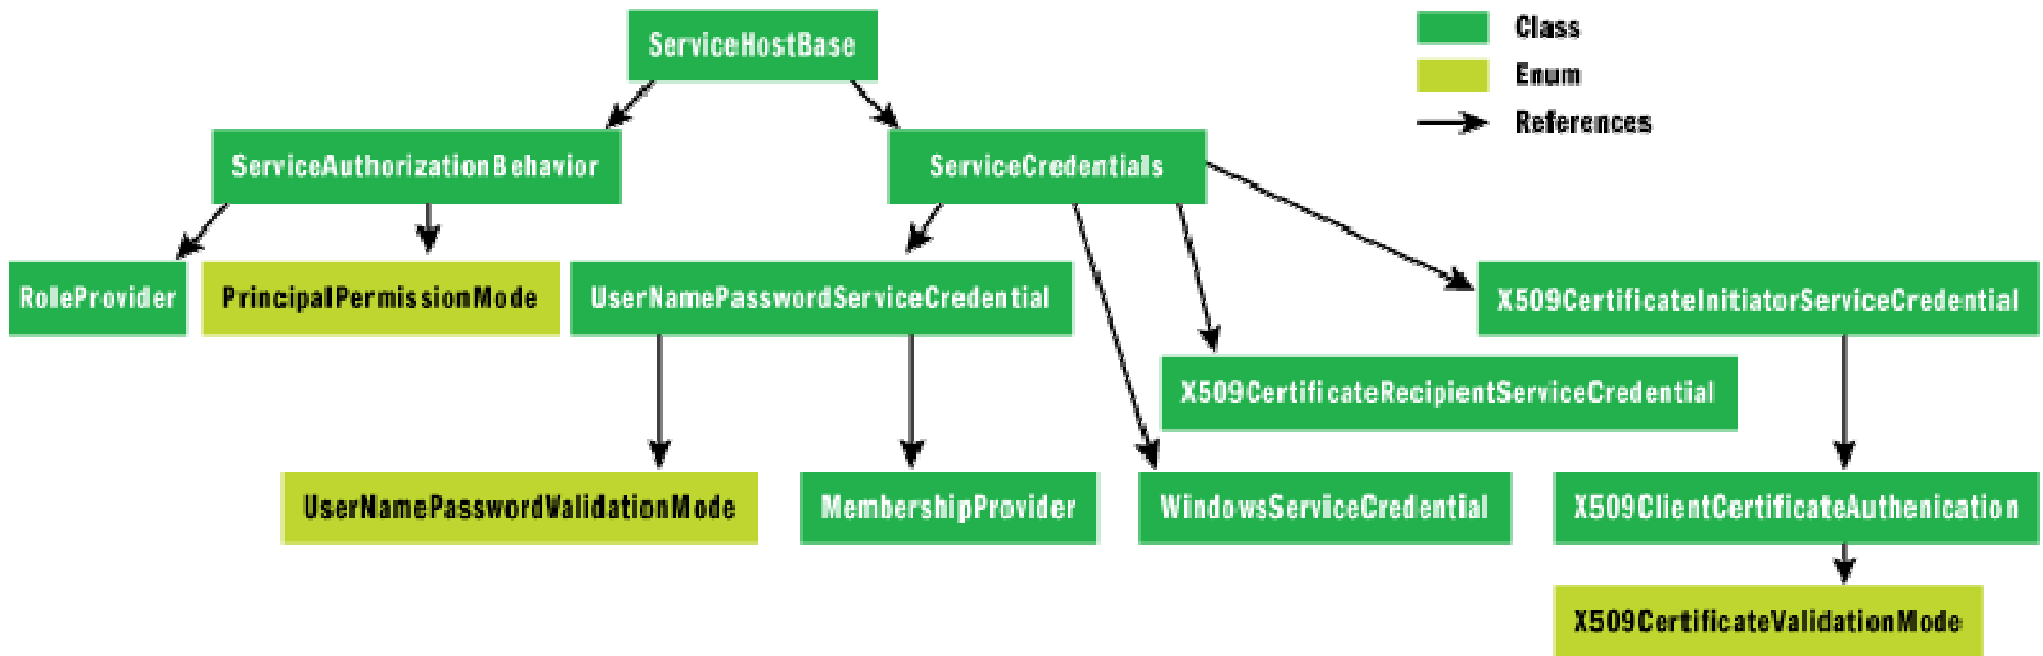 ServiceHostBase
Class
Enum
References
ServiceAuthorizationBehavior
ServiceCredentials
RoleProvider
PrincipalPermissionMode
UserNamePasswordServiceCredential
X509CertificateInitiatorServiceCredential
X509CertificateRecipientServiceCredential
UserNamePasswordValidationMode
MembershipProvider
WindowsServiceCredential
X509ClientCertificateAuthenication
X509CertificateValidationMode